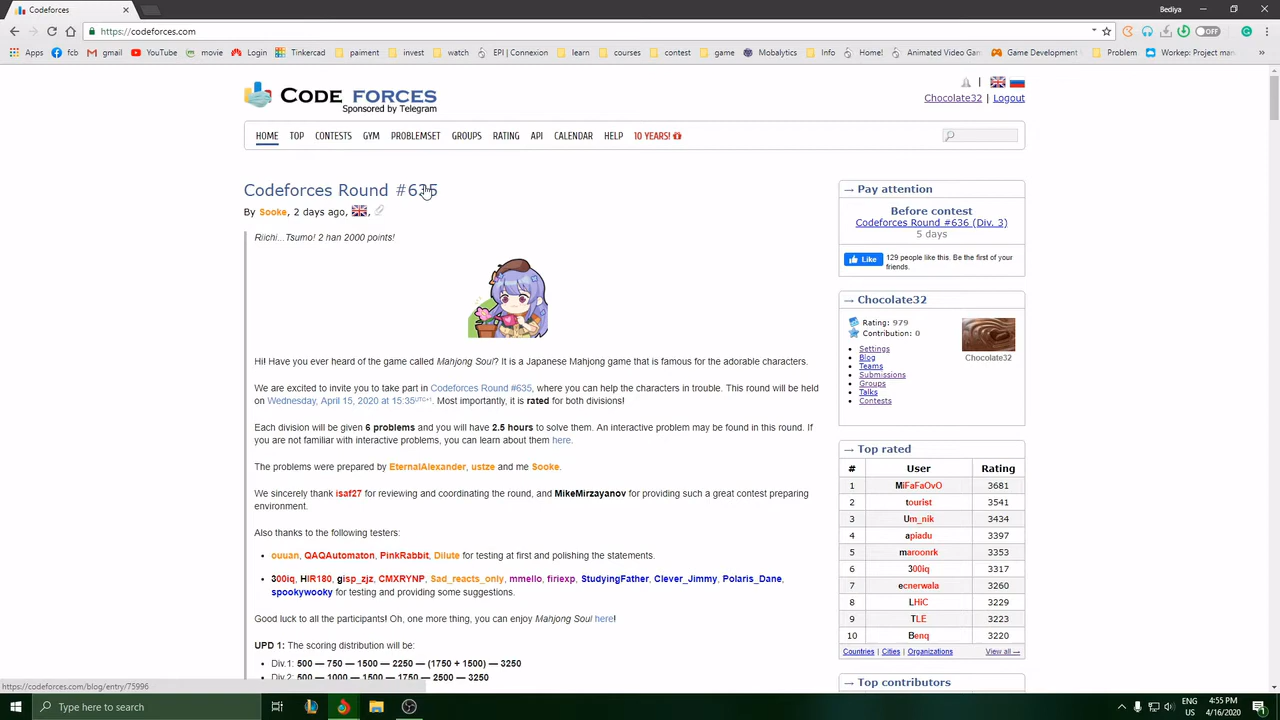 Codeforces
Bediya
https://codeforces.com
OFF
Apps fcb gmail YouTube movie Login Tinkercad paiment invest watch EPI | Connexion learn courses contest game Mobalytics Info Home! Animated Video Gam Game Development Problem Workep: Project man
CODE FORCES
Sponsored by Telegram
Chocolate32 | Logout
HOME TOP CONTESTS GYM PROBLEMSET GROUPS RATING API CALENDAR HELP 10 YEARS!
Codeforces Round #635
By Sooke, 2 days ago,
Riichi...Tsumo! 2 han 2000 points!
Hi! Have you ever heard of the game called Mahjong Soul? It is a Japanese Mahjong game that is famous for the adorable characters.
We are excited to invite you to take part in Codeforces Round #635, where you can help the characters in trouble. This round will be held
on Wednesday, April 15, 2020 at 15:35UTC+1. Most importantly, it is rated for both divisions!
Each division will be given 6 problems and you will have 2.5 hours to solve them. An interactive problem may be found in this round. If
you are not familiar with interactive problems, you can learn about them here.
The problems were prepared by EternalAlexander, ustze and me Sooke.
We sincerely thank isaf27 for reviewing and coordinating the round, and MikeMirzayanov for providing such a great contest preparing
environment.
Also thanks to the following testers:
ouuan, QAQAutomaton, PinkRabbit, Dilute for testing at first and polishing the statements.
300iq, HIR180, gisp_zjz, CMXRYNP, Sad_reacts_only, mmello, firiexp, StudyingFather, Clever_Jimmy, Polaris_Dane,
spookywooky for testing and providing some suggestions.
Good luck to all the participants! Oh, one more thing, you can enjoy Mahjong Soul here!
UPD 1: The scoring distribution will be:
Div.1: 500 — 750 — 1500 — 2250 — (1750 + 1500) — 3250
Div.2: 500 — 1000 — 1500 — 1750 — 2500 — 3250
→ Pay attention
Before contest
Codeforces Round #636 (Div. 3)
5 days
Like
129 people like this. Be the first of your
friends.
→ Chocolate32
Rating: 979
Contribution: 0
Settings
Blog
Teams
Submissions
Groups
Talks
Contests
Chocolate32
→ Top rated
# User Rating
1 MiFaFaOvO 3681
2 tourist 3541
3 Um_nik 3434
4 apiadu 3397
5 maroonrk 3353
6 300iq 3317
7 ecnerwala 3260
8 LHiC 3229
9 TLE 3223
10 Benq 3220
Countries | Cities | Organizations View all →
→ Top contributors
https://codeforces.com/blog/entry/75996
Type here to search
ENG
US
4:55 PM
4/16/2020
1